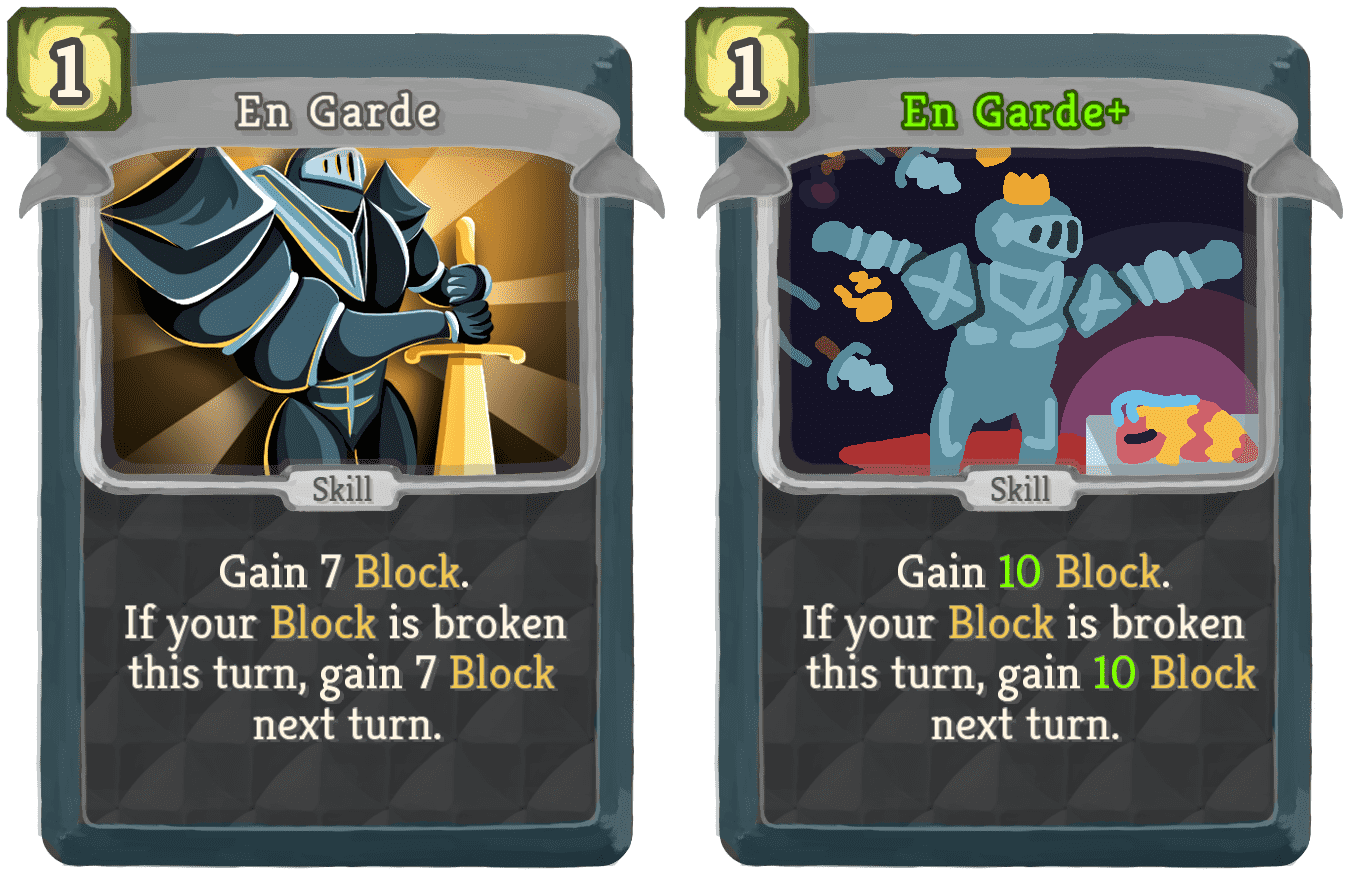 1
En Garde
Skill
Gain 7 Block.
If your Block is broken
this turn, gain 7 Block
next turn.
1
En Garde+
Skill
Gain 10 Block.
If your Block is broken
this turn, gain 10 Block
next turn.